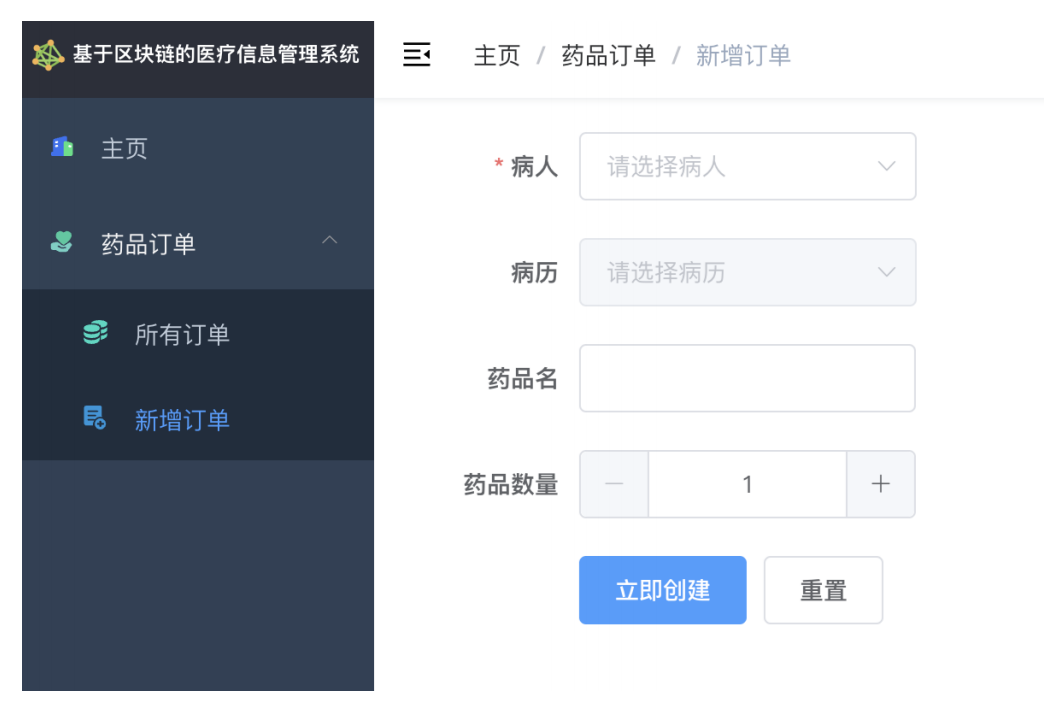 基于区块链的医疗信息管理系统
主页 / 药品订单 / 新增订单
主页
药品订单
所有订单
新增订单
* 病人 请选择病人
病历 请选择病历
药品名
药品数量 — 1 +
立即创建 重置